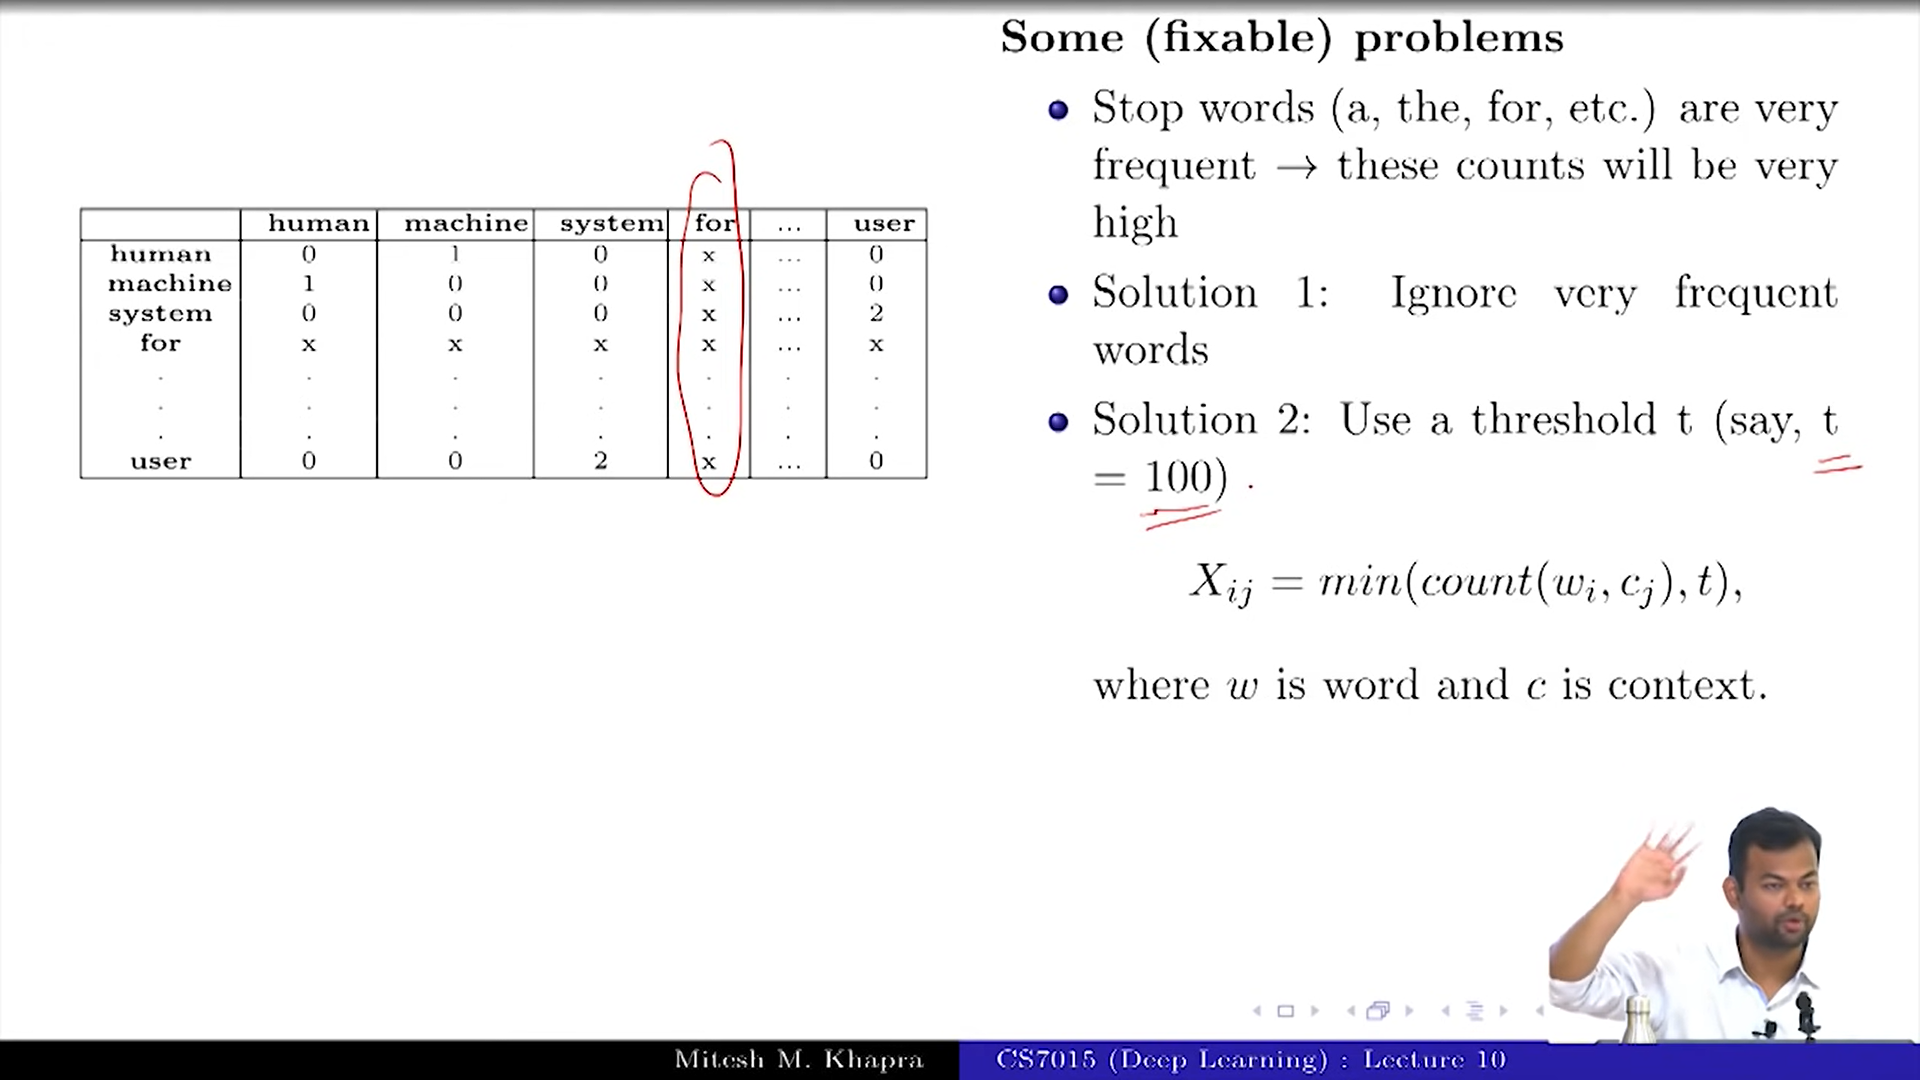 Some (fixable) problems
Stop words (a, the, for, etc.) are very
frequent → these counts will be very
high
Solution 1: Ignore very frequent
words
Solution 2: Use a threshold t (say, t
= 100)
X_{ij} = min(count(w_i, c_j), t),
where w is word and c is context.
human machine system for ... user
human 0 1 0 x ... 0
machine 1 0 0 x ... 0
system 0 0 0 x ... 2
for x x x x ... x
. . . . . . .
. . . . . . .
. . . . . . .
user 0 0 2 x ... 0
Mitesh M. Khapra
CS7015 (Deep Learning) : Lecture 10